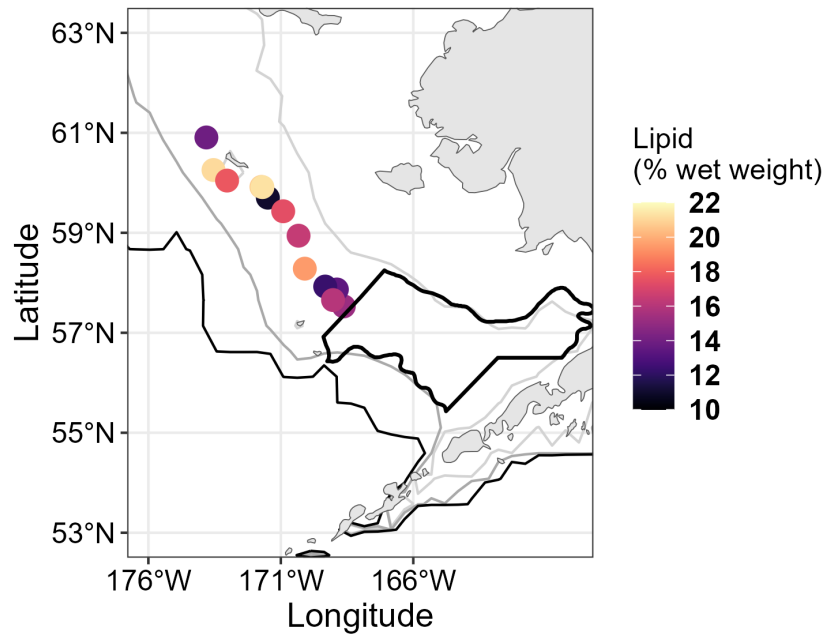 63°N
61°N
59°N
57°N
55°N
53°N
Latitude
176°W 171°W 166°W
Longitude
Lipid
(% wet weight)
22
20
18
16
14
12
10